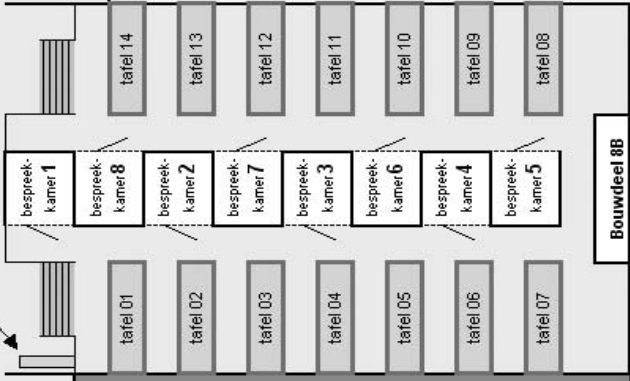 tafel 14
tafel 13
tafel 12
tafel 11
tafel 10
tafel 09
tafel 08
bespreek-
kamer 1
bespreek-
kamer 8
bespreek-
kamer 2
bespreek-
kamer 7
bespreek-
kamer 3
bespreek-
kamer 6
bespreek-
kamer 4
bespreek-
kamer 5
Bouwdeel 8B
tafel 01
tafel 02
tafel 03
tafel 04
tafel 05
tafel 06
tafel 07